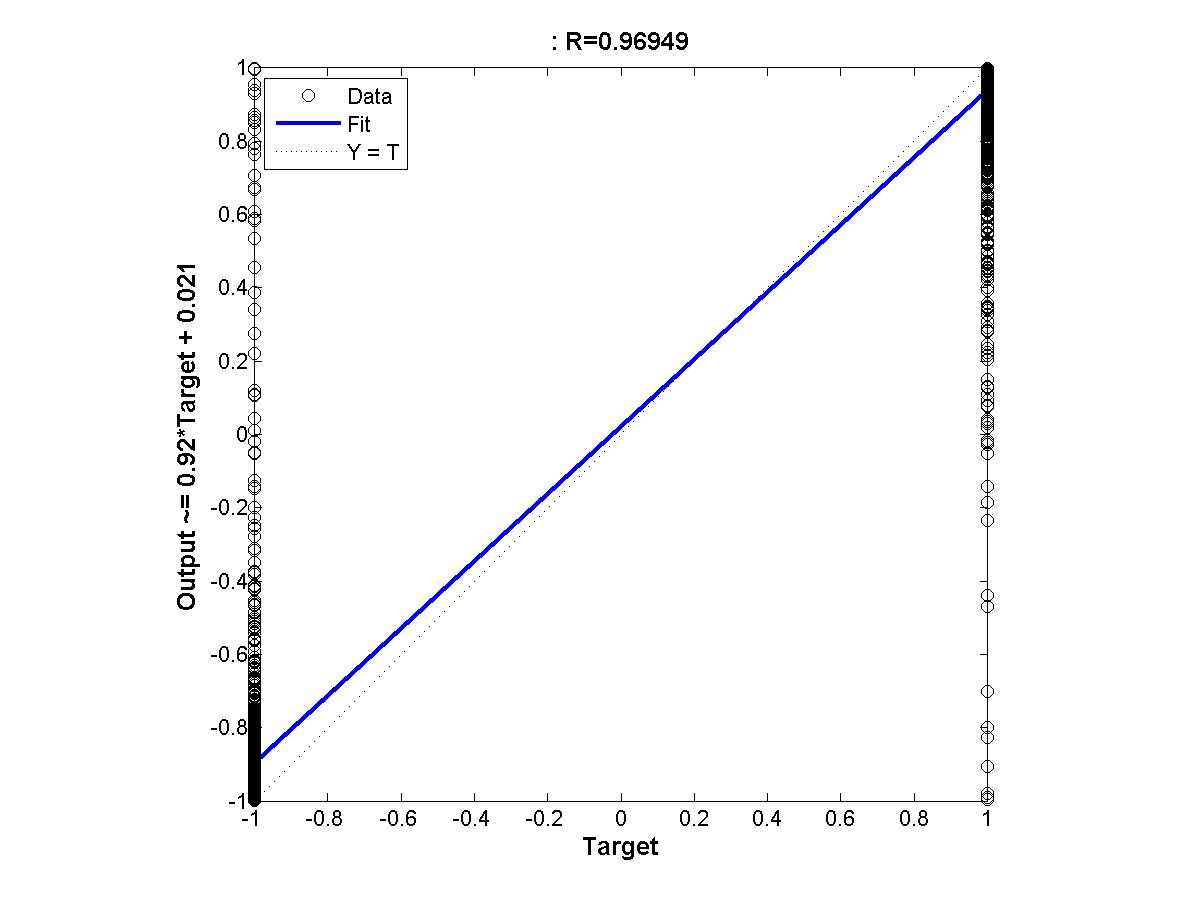 : R=0.96949
Data
Fit
Y = T
1
0.8
0.6
0.4
0.2
0
-0.2
-0.4
-0.6
-0.8
-1
Output ~= 0.92*Target + 0.021
-1 -0.8 -0.6 -0.4 -0.2 0 0.2 0.4 0.6 0.8 1
Target